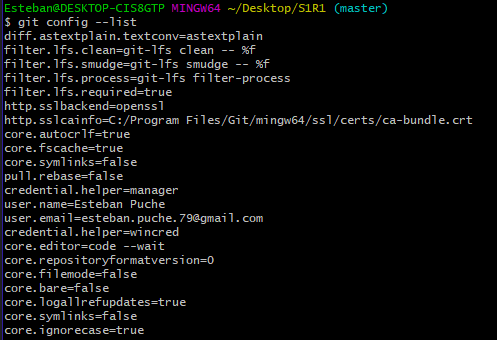 Esteban@DESKTOP-CIS8GTP MINGW64 ~/Desktop/S1R1 (master)
$ git config --list
diff.astextplain.textconv=astextplain
filter.lfs.clean=git-lfs clean -- %f
filter.lfs.smudge=git-lfs smudge -- %f
filter.lfs.process=git-lfs filter-process
filter.lfs.required=true
http.sslbackend=openssl
http.sslcainfo=C:/Program Files/Git/mingw64/ssl/certs/ca-bundle.crt
core.autocrlf=true
core.fscache=true
core.symlinks=false
pull.rebase=false
credential.helper=manager
user.name=Esteban Puche
user.email=esteban.puche.79@gmail.com
credential.helper=wincred
core.editor=code --wait
core.repositoryformatversion=0
core.filemode=false
core.bare=false
core.logallrefupdates=true
core.symlinks=false
core.ignorecase=true